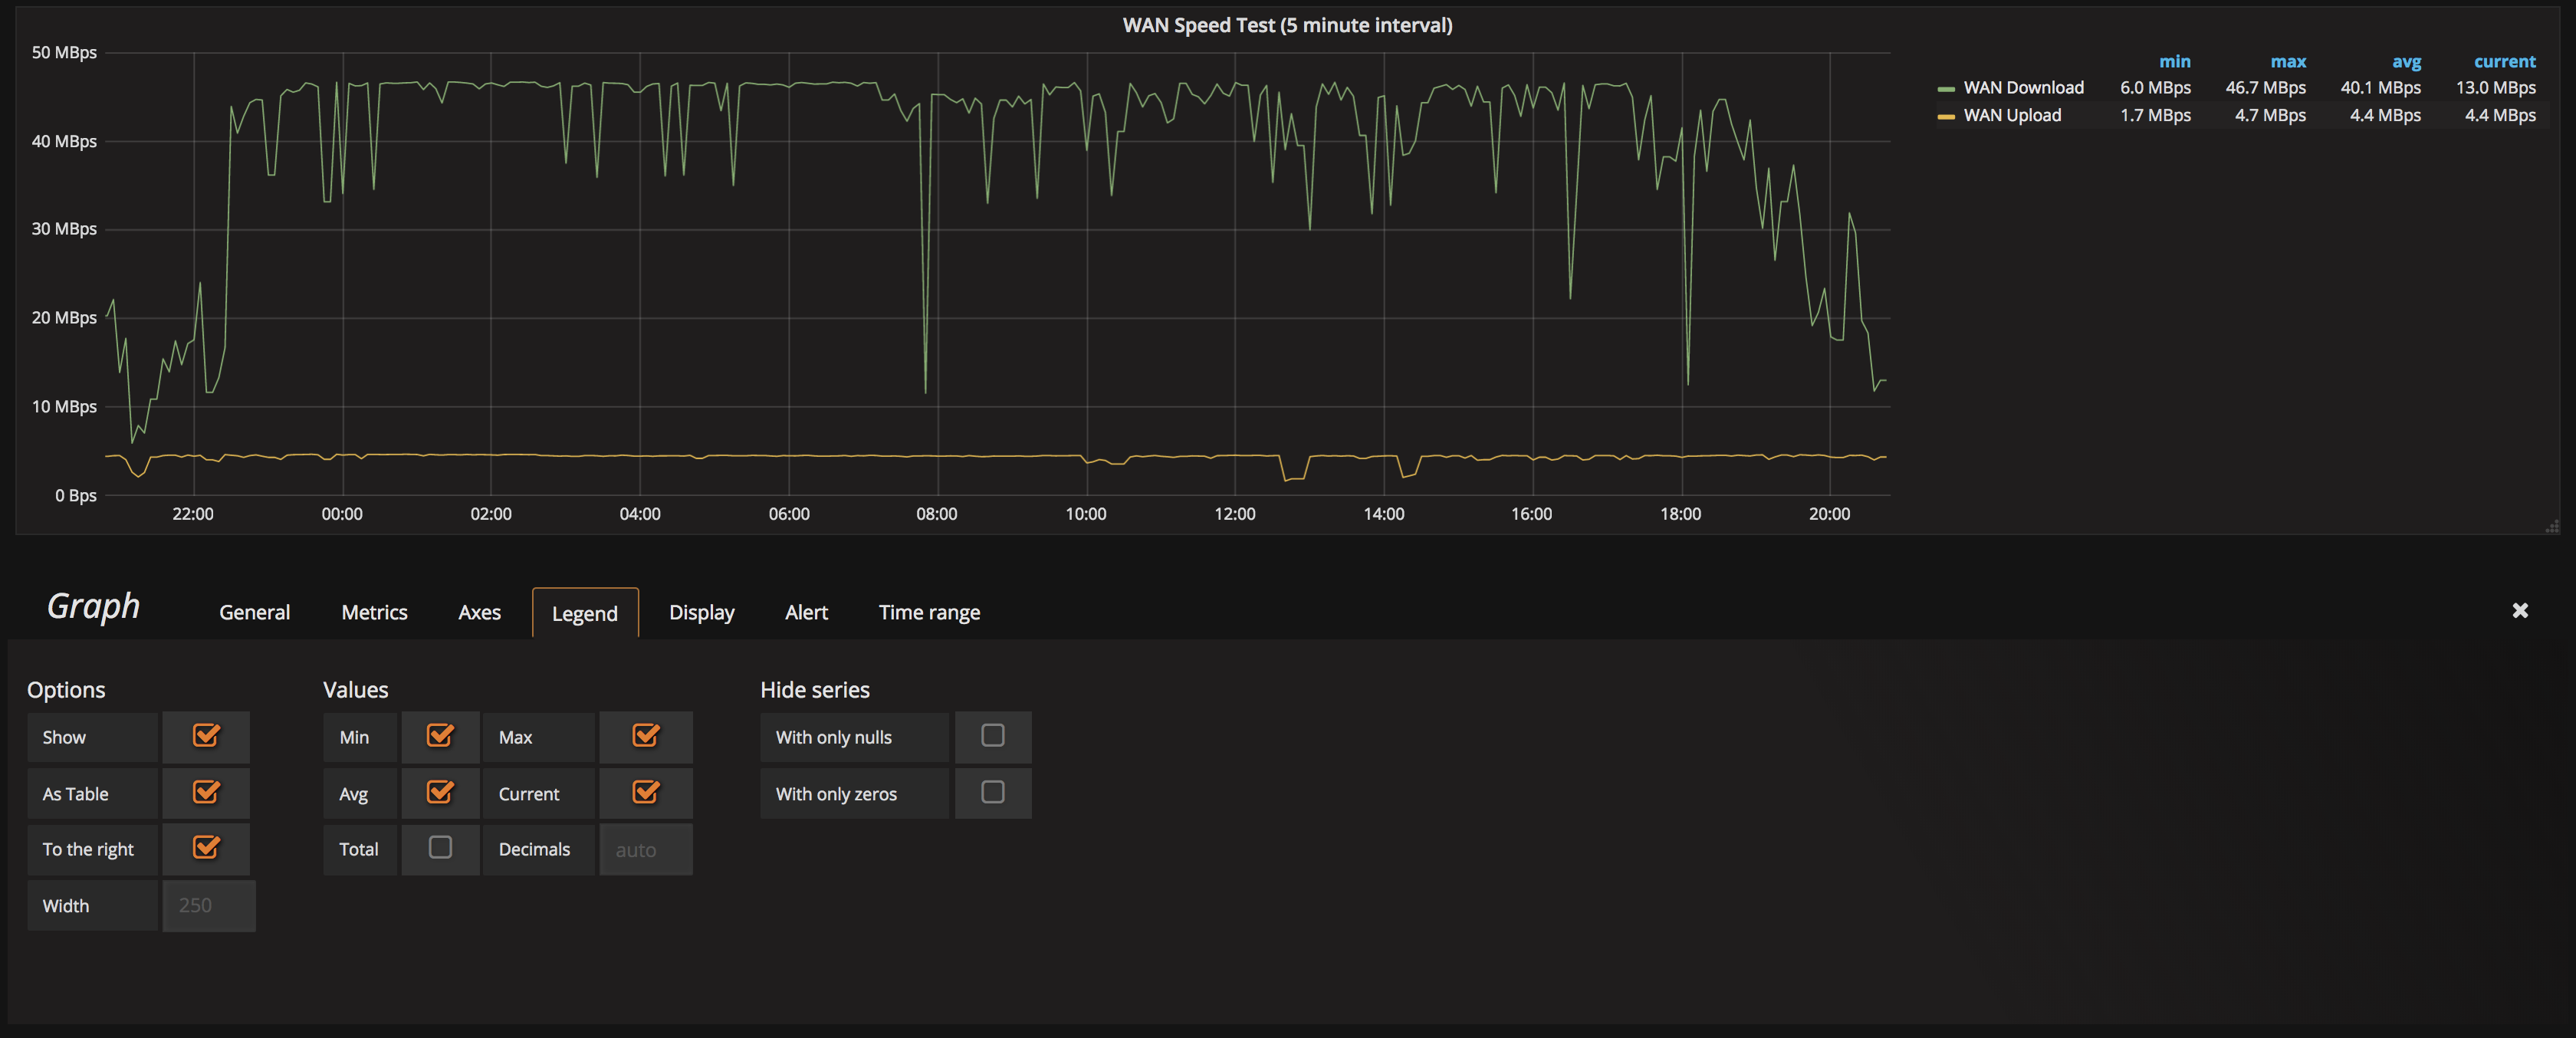 WAN Speed Test (5 minute interval)
50 MBps
40 MBps
30 MBps
20 MBps
10 MBps
0 Bps
22:00 00:00 02:00 04:00 06:00 08:00 10:00 12:00 14:00 16:00 18:00 20:00
min max avg current
WAN Download 6.0 MBps 46.7 MBps 40.1 MBps 13.0 MBps
WAN Upload 1.7 MBps 4.7 MBps 4.4 MBps 4.4 MBps
Graph General Metrics Axes Legend Display Alert Time range
Options Values Hide series
Show Min Max With only nulls
As Table Avg Current With only zeros
To the right Total Decimals auto
Width 250